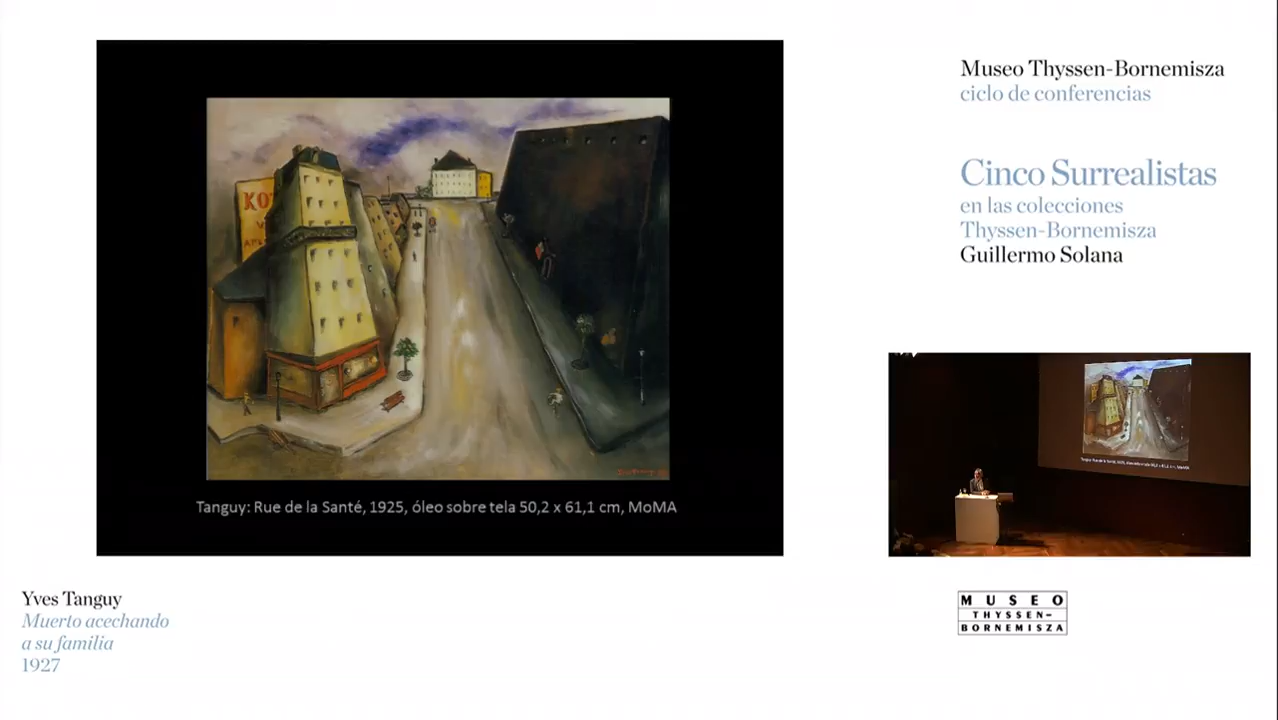 Museo Thyssen-Bornemisza
ciclo de conferencias
Cinco Surrealistas
en las colecciones
Thyssen-Bornemisza
Guillermo Solana
KO
Tanguy: Rue de la Santé, 1925, óleo sobre tela 50,2 x 61,1 cm, MoMA
Yves Tanguy
Muerto acechando
a su familia
1927
MUSEO
THYSSEN-
BORNEMISZA